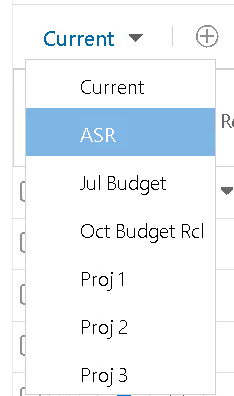 Current
Current
ASR
Jul Budget
Oct Budget Rcl
Proj 1
Proj 2
Proj 3